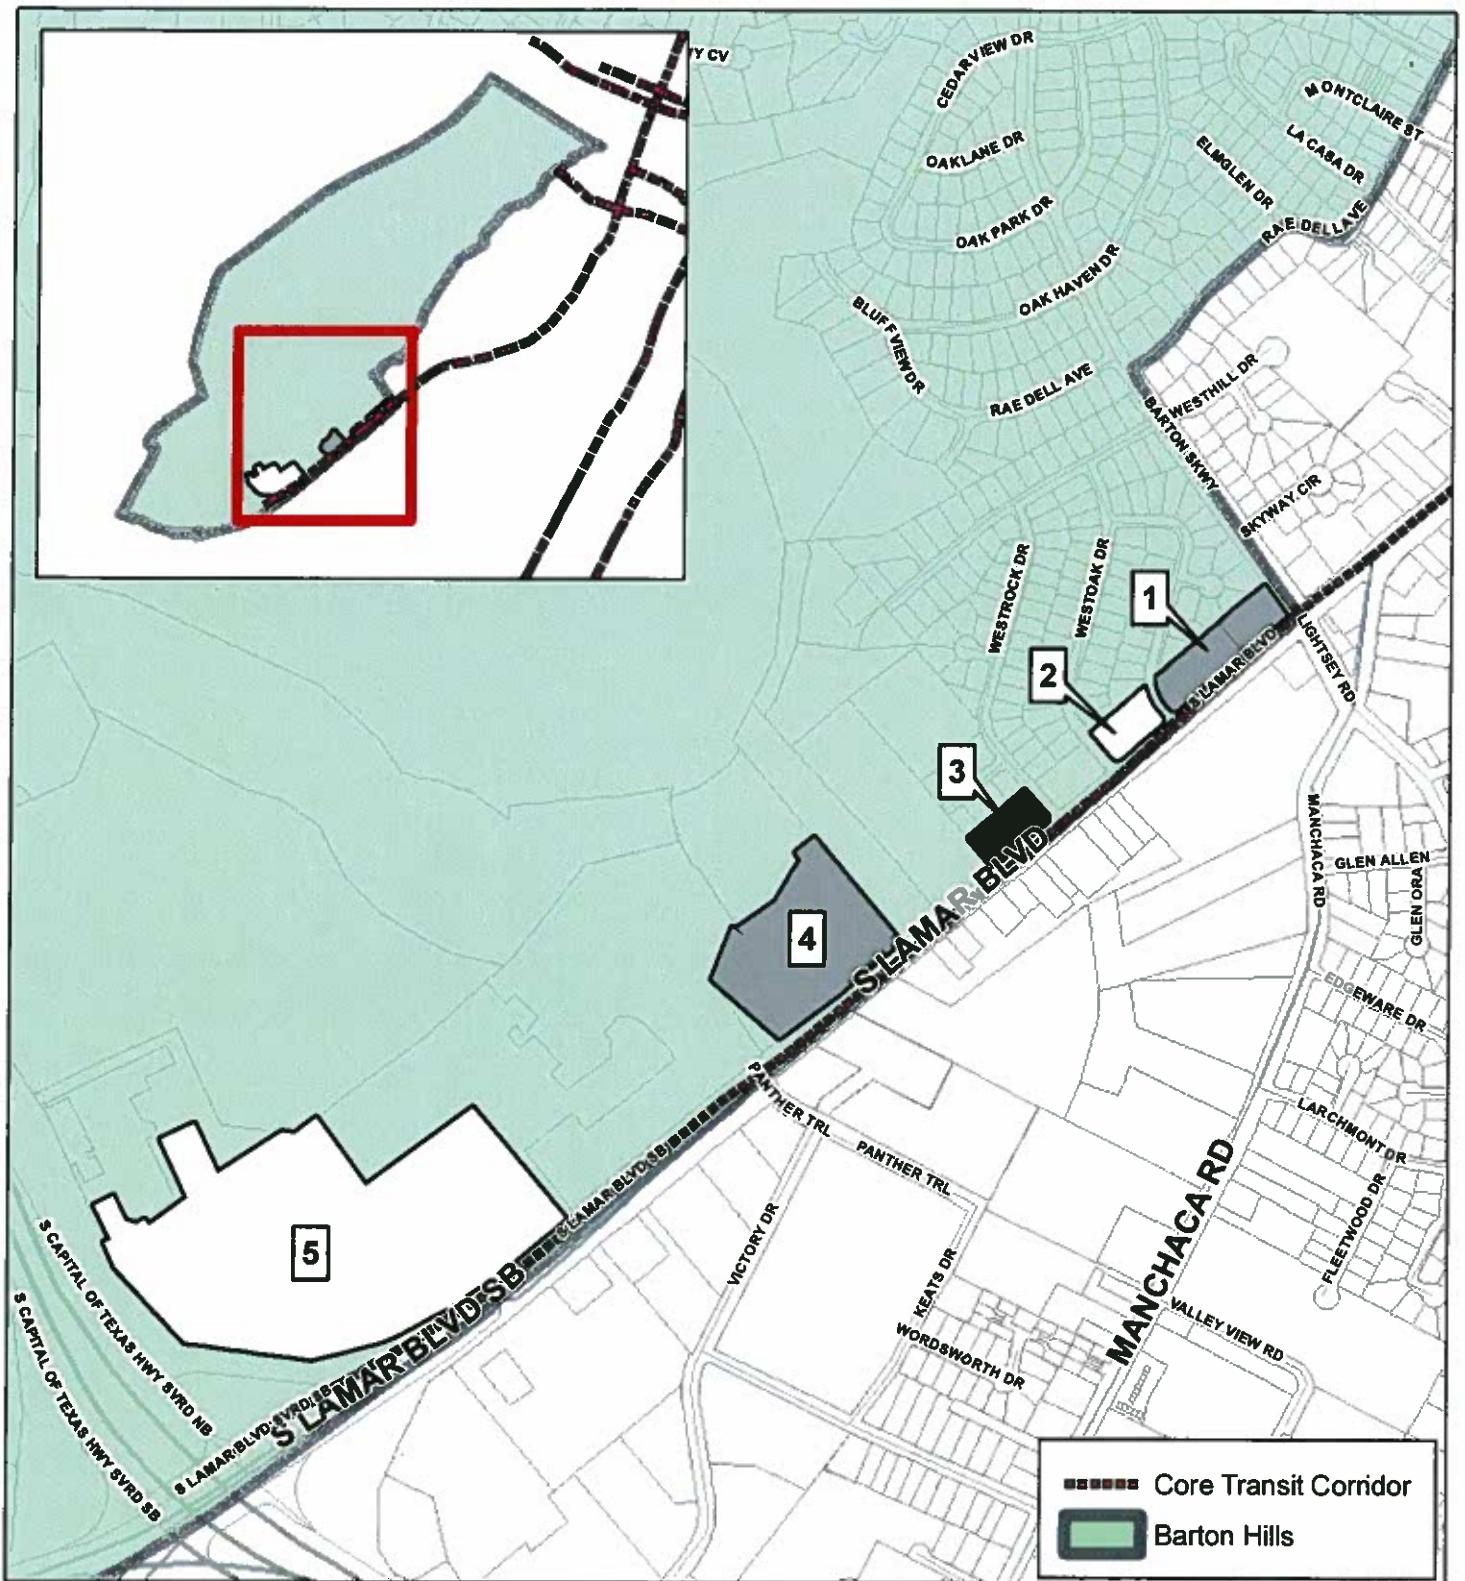 Y CV
CEDARVIEW DR
MONTCLAIRE ST
LA CASA DR
OAKLANE DR
ELMGLEN DR
OAK PARK DR
RAE DELL AVE
OAK HAVEN DR
BLUFFVIEW DR
WESTHILL DR
RAE DELL AVE
BARTON SKWY
SKYWAY CIR
WESTROCK DR
WESTOAK DR
1
LIGHTSEY RD
S LAMAR BLVD
2
3
MANCHACA RD
S LAMAR BLVD
GLEN ALLEN
GLEN ORA
4
EDGEWARE DR
PANTHER TRL
LARCHMONT DR
PANTHER TRL
MANCHACA RD
FLEETWOOD DR
S LAMAR BLVD SB
VICTORY DR
5
KEATS DR
S LAMAR BLVD SB
S CAPITAL OF TEXAS HWY SVRD NB
VALLEY VIEW RD
WORDSWORTH DR
S CAPITAL OF TEXAS HWY SVRD SB
S LAMAR BLVD SVRD SB
Core Transit Corridor
Barton Hills